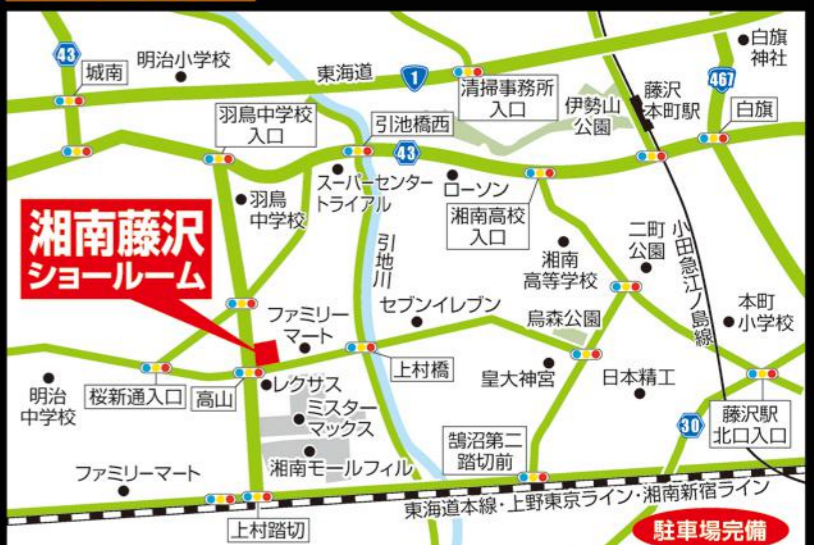 43
城南
明治小学校
東海道
1
清掃事務所
入口
伊勢山
公園
藤沢
本町駅
467
白旗
神社
白旗
羽鳥中学校
入口
引池橋西
43
スーパーセンター
トライアル
ローソン
湘南高校
入口
羽鳥
中学校
湘南藤沢
ショールーム
引地川
湘南
高等学校
二町
公園
小田急江ノ島線
本町
小学校
ファミリー
マート
セブンイレブン
烏森公園
上村橋
皇大神宮
日本精工
明治
中学校
桜新通入口
高山
レクサス
ミスター
マックス
湘南モールフィル
鵠沼第二
踏切前
30
藤沢駅
北口入口
ファミリーマート
上村踏切
東海道本線・上野東京ライン・湘南新宿ライン
駐車場完備